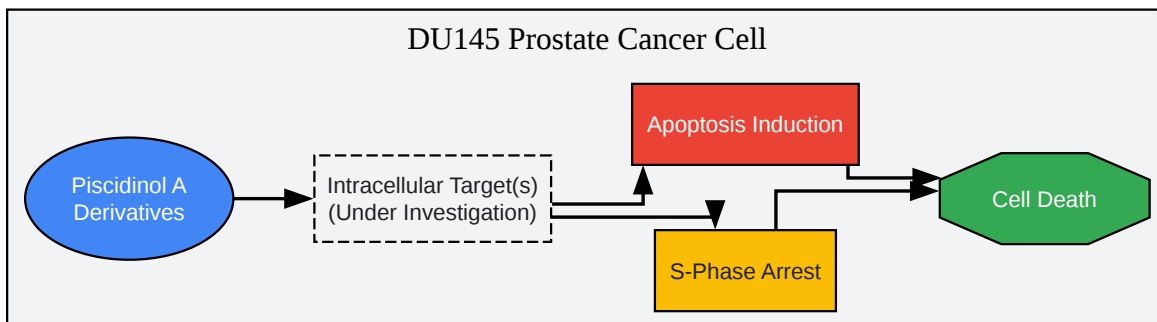 DU145 Prostate Cancer Cell
Piscidinol A
Derivatives
Intracellular Target(s)
(Under Investigation)
Apoptosis Induction
S-Phase Arrest
Cell Death